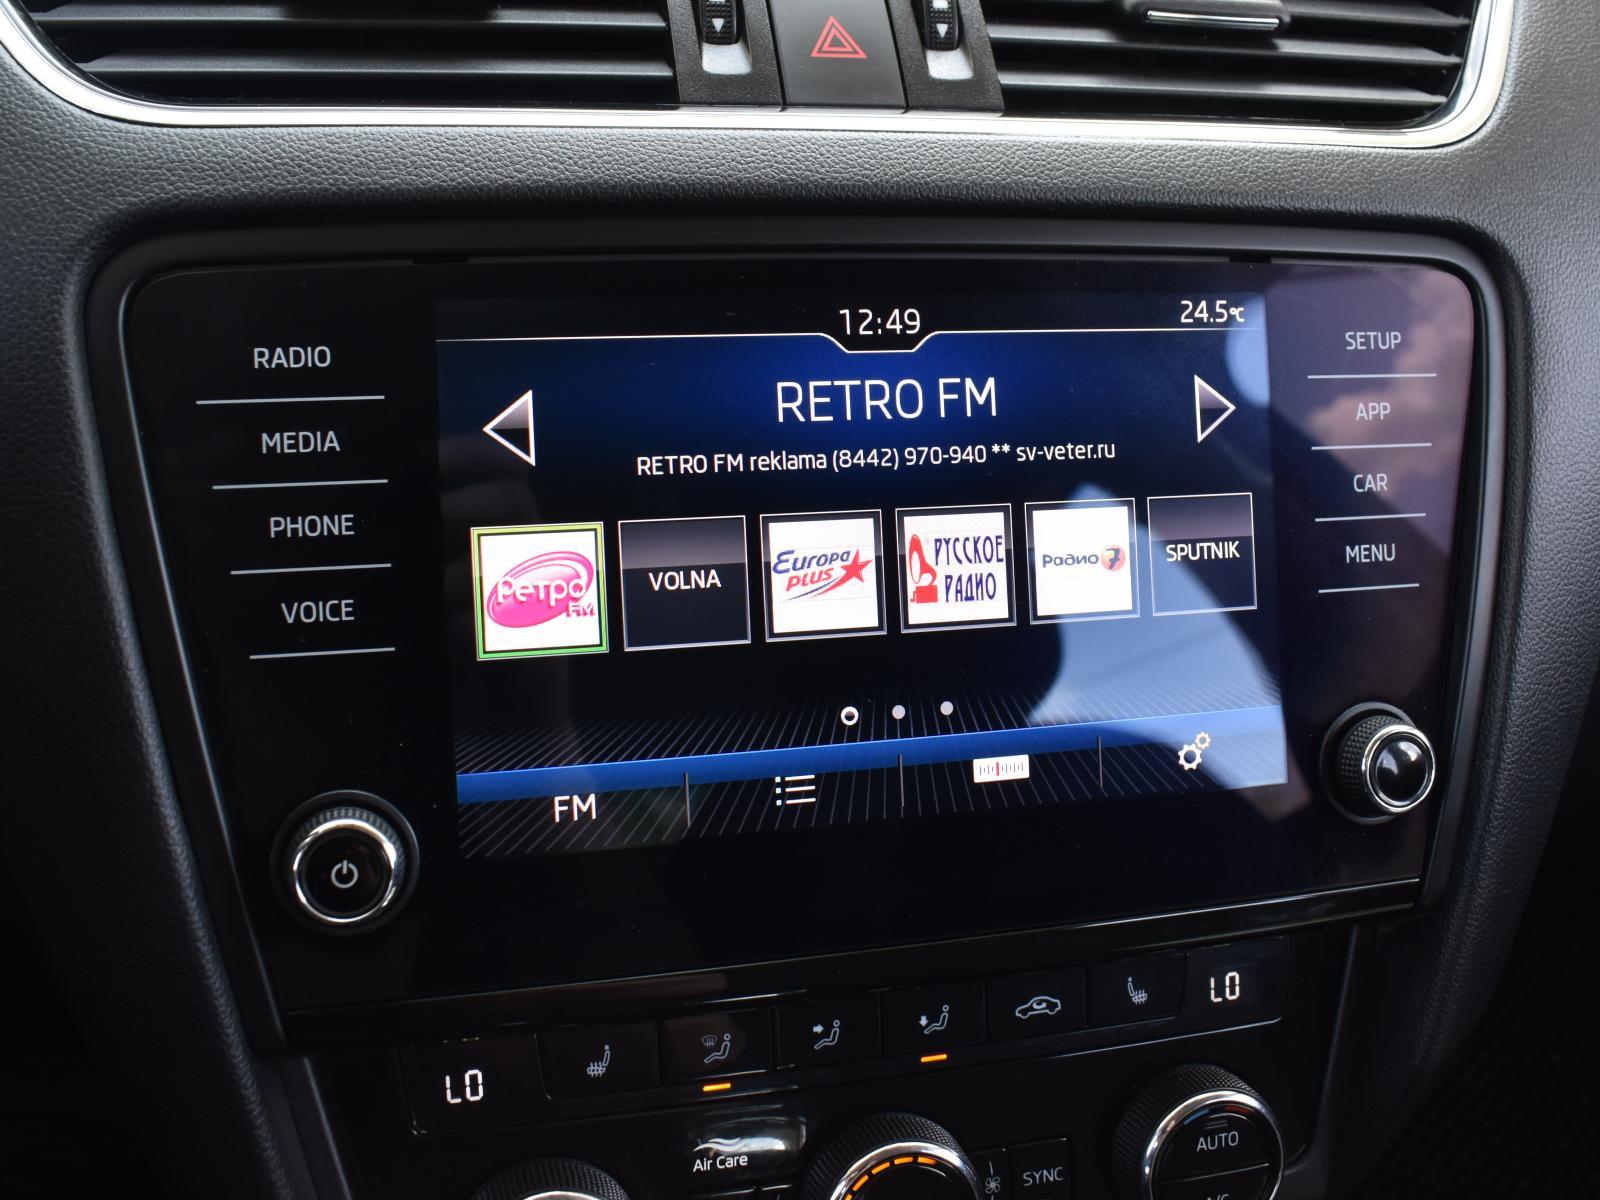 12:49
24.5°C
RETRO FM
RETRO FM reklama (8442) 970-940 ** sv-veter.ru
RADIO
MEDIA
PHONE
VOICE
SETUP
APP
CAR
MENU
Ретро FM
VOLNA
Europa plus
РУССКОЕ РАДИО
Радио 7
SPUTNIK
FM
LO
LO
Air Care
SYNC
AUTO
A/C